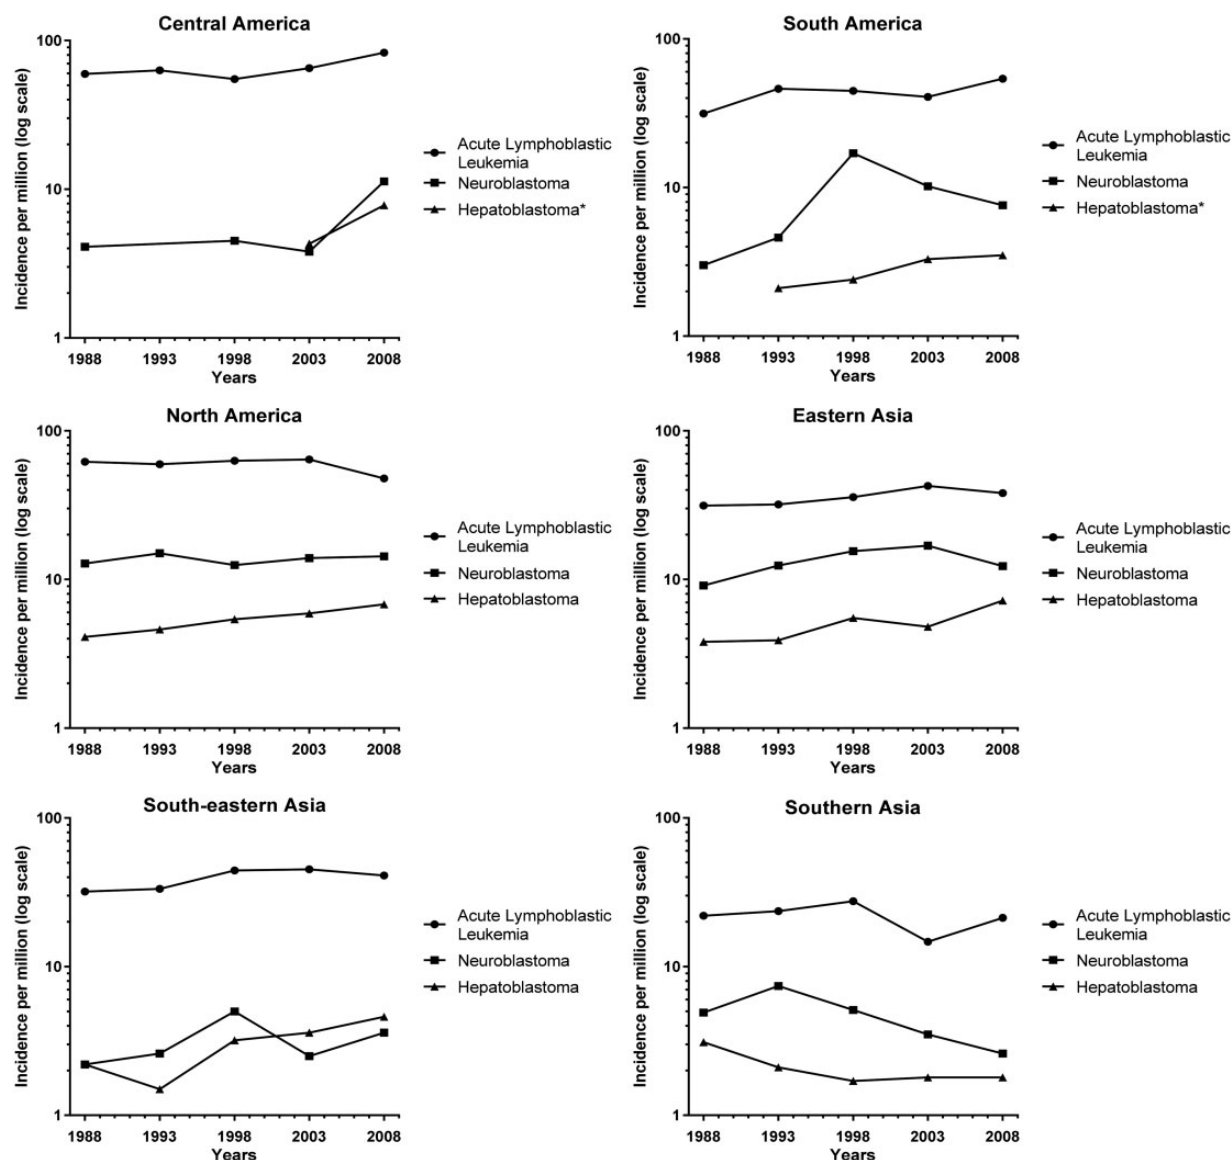 Central America
Incidence per million (log scale)
100
10
1
1988 1993 1998 2003 2008
Years
Acute Lymphoblastic
Leukemia
Neuroblastoma
Hepatoblastoma*
South America
Incidence per million (log scale)
100
10
1
1988 1993 1998 2003 2008
Years
Acute Lymphoblastic
Leukemia
Neuroblastoma
Hepatoblastoma*
North America
Incidence per million (log scale)
100
10
1
1988 1993 1998 2003 2008
Years
Acute Lymphoblastic
Leukemia
Neuroblastoma
Hepatoblastoma
Eastern Asia
Incidence per million (log scale)
100
10
1
1988 1993 1998 2003 2008
Years
Acute Lymphoblastic
Leukemia
Neuroblastoma
Hepatoblastoma
South-eastern Asia
Incidence per million (log scale)
100
10
1
1988 1993 1998 2003 2008
Years
Acute Lymphoblastic
Leukemia
Neuroblastoma
Hepatoblastoma
Southern Asia
Incidence per million (log scale)
100
10
1
1988 1993 1998 2003 2008
Years
Acute Lymphoblastic
Leukemia
Neuroblastoma
Hepatoblastoma